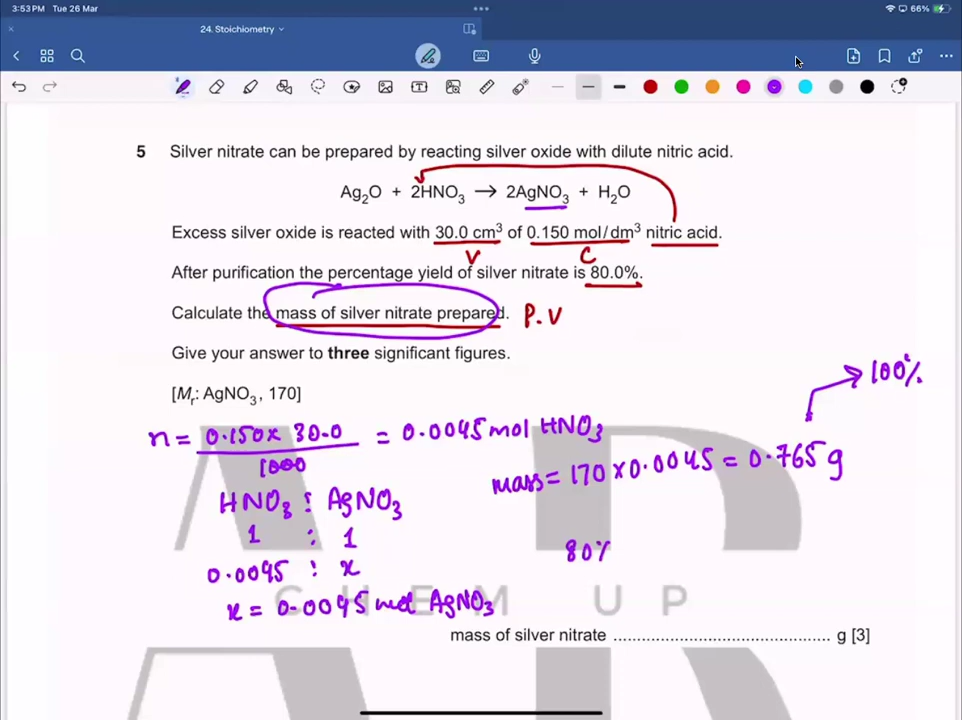 3:53PM Tue 26 Mar
66%
24. Stoichiometry
5 Silver nitrate can be prepared by reacting silver oxide with dilute nitric acid.
Ag₂O + 2HNO₃ → 2AgNO₃ + H₂O
Excess silver oxide is reacted with 30.0 cm³ of 0.150 mol/dm³ nitric acid.
V C
After purification the percentage yield of silver nitrate is 80.0%.
Calculate the mass of silver nitrate prepared. P.V
Give your answer to three significant figures.
100%
[Mr: AgNO₃, 170]
n = 0.150 x 30.0 / 1000 = 0.0045 mol HNO₃
mass = 170 x 0.0045 = 0.765 g
HNO₃ : AgNO₃
1 : 1
80%
0.0045 : x
x = 0.0045 mol AgNO₃
CHEM UP
mass of silver nitrate ................................................ g [3]